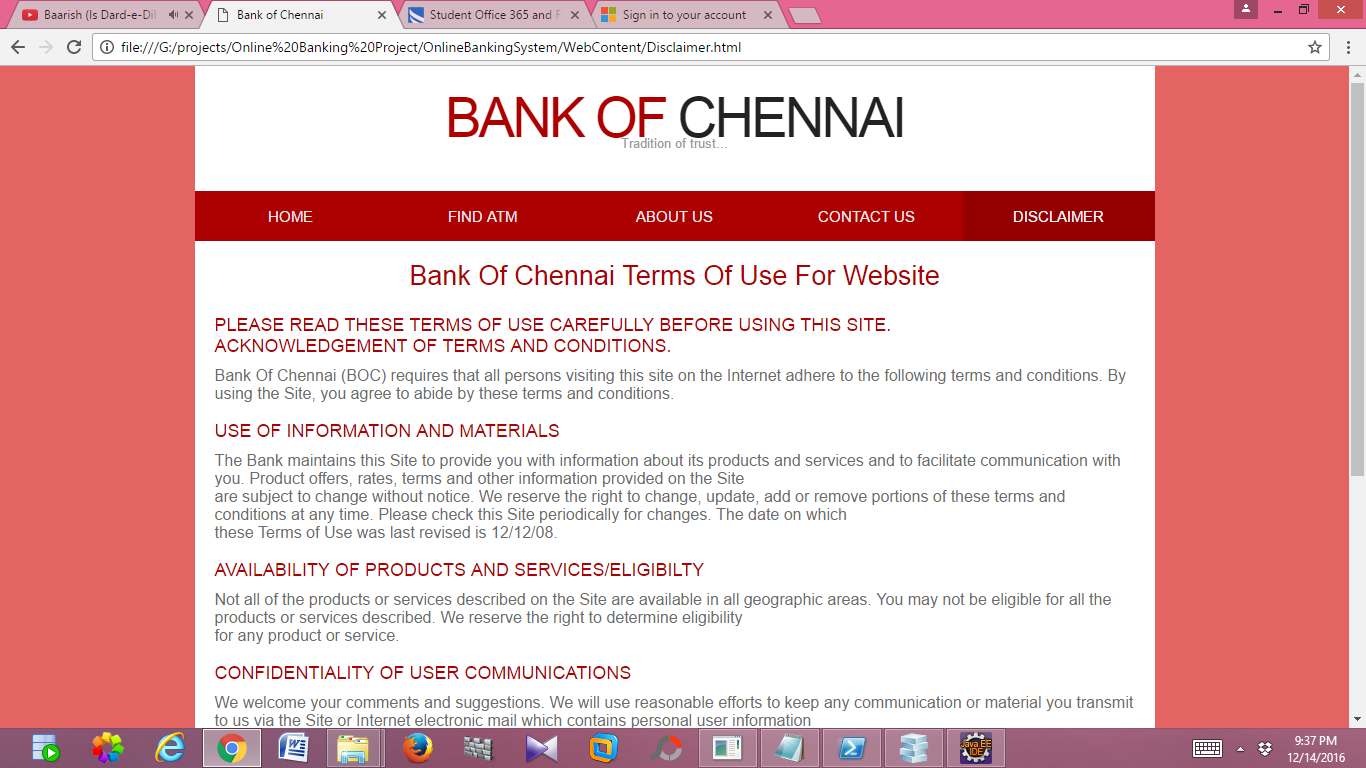 Baarish (Is Dard-e-Dil
Bank of Chennai
Student Office 365 and F
Sign in to your account
file:///G:/projects/Online%20Banking%20Project/OnlineBankingSystem/WebContent/Disclaimer.html
BANK OF CHENNAI
Tradition of trust...
HOME FIND ATM ABOUT US CONTACT US DISCLAIMER
Bank Of Chennai Terms Of Use For Website
PLEASE READ THESE TERMS OF USE CAREFULLY BEFORE USING THIS SITE.
ACKNOWLEDGEMENT OF TERMS AND CONDITIONS.
Bank Of Chennai (BOC) requires that all persons visiting this site on the Internet adhere to the following terms and conditions. By
using the Site, you agree to abide by these terms and conditions.
USE OF INFORMATION AND MATERIALS
The Bank maintains this Site to provide you with information about its products and services and to facilitate communication with
you. Product offers, rates, terms and other information provided on the Site
are subject to change without notice. We reserve the right to change, update, add or remove portions of these terms and
conditions at any time. Please check this Site periodically for changes. The date on which
these Terms of Use was last revised is 12/12/08.
AVAILABILITY OF PRODUCTS AND SERVICES/ELIGIBILTY
Not all of the products or services described on the Site are available in all geographic areas. You may not be eligible for all the
products or services described. We reserve the right to determine eligibility
for any product or service.
CONFIDENTIALITY OF USER COMMUNICATIONS
We welcome your comments and suggestions. We will use reasonable efforts to keep any communication or material you transmit
to us via the Site or Internet electronic mail which contains personal user information
Java EE
IDE
9:37 PM
12/14/2016